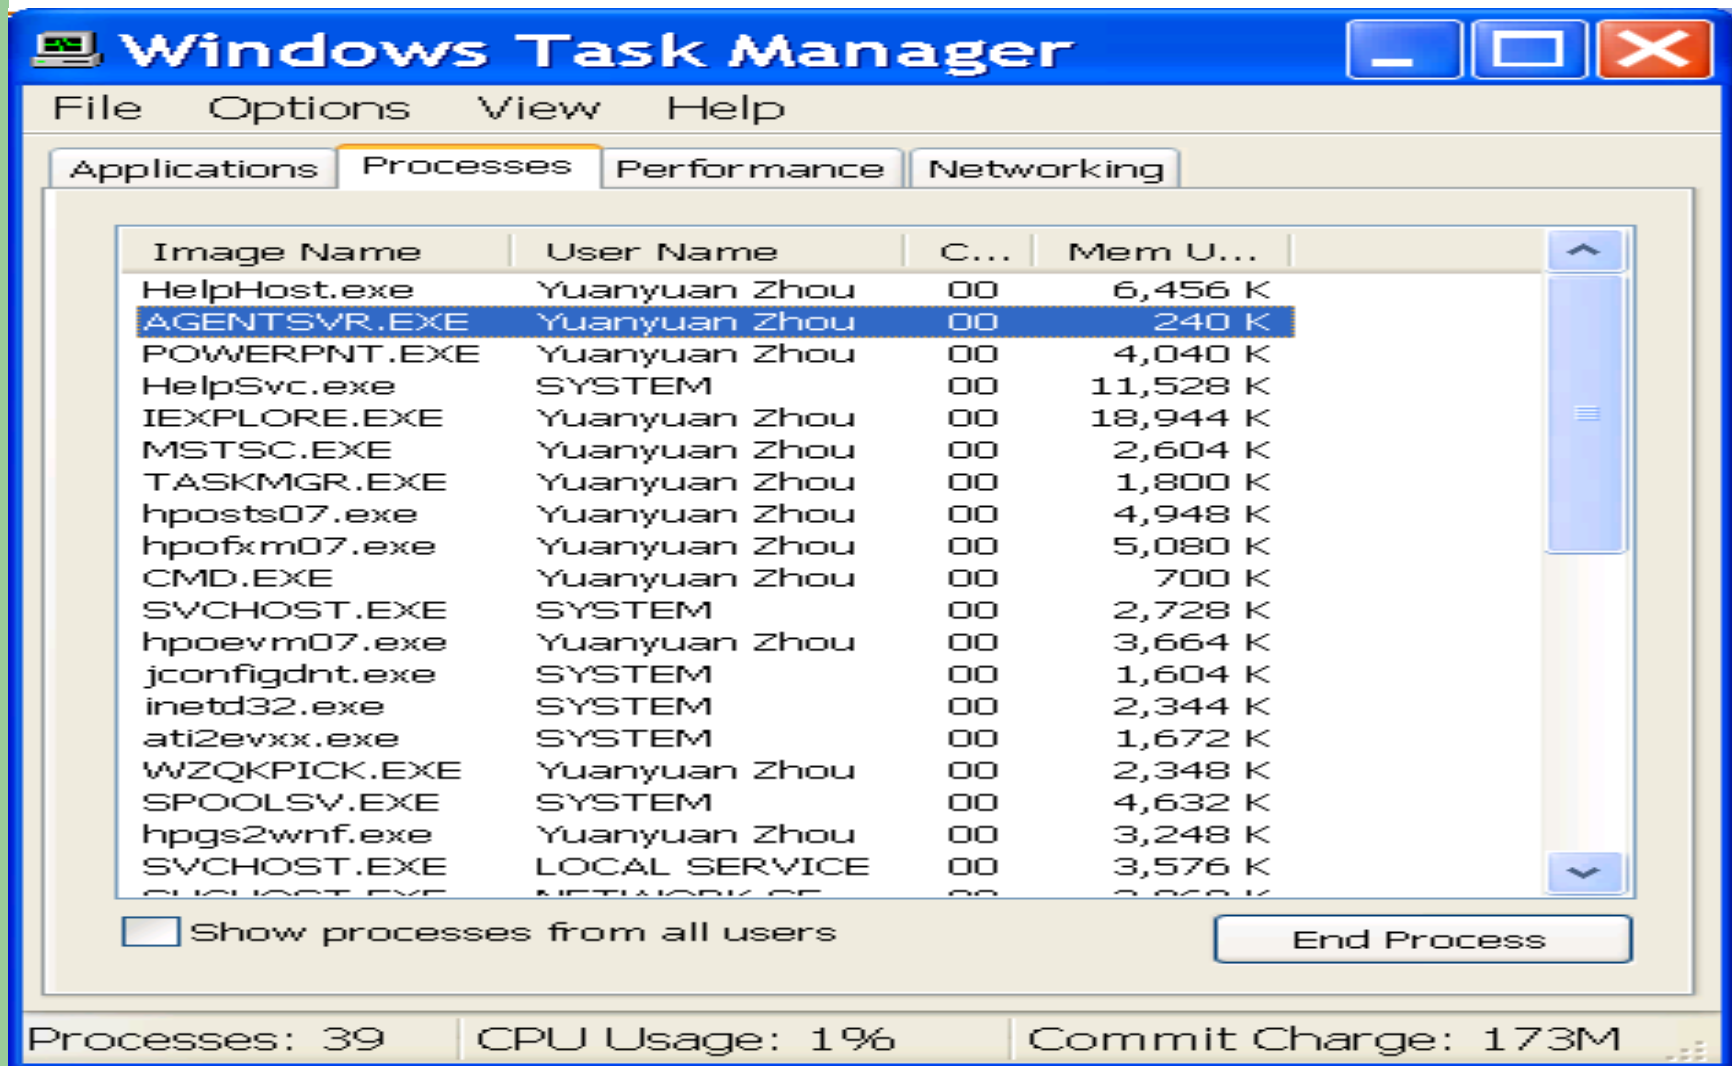 Windows Task Manager
File Options View Help
Applications Processes Performance Networking
Image Name User Name C... Mem U...
HelpHost.exe Yuanyuan Zhou 00 6,456 K
AGENTSVR.EXE Yuanyuan Zhou 00 240 K
POWERPNT.EXE Yuanyuan Zhou 00 4,040 K
HelpSvc.exe SYSTEM 00 11,528 K
IEXPLORE.EXE Yuanyuan Zhou 00 18,944 K
MSTSC.EXE Yuanyuan Zhou 00 2,604 K
TASKMGR.EXE Yuanyuan Zhou 00 1,800 K
hposts07.exe Yuanyuan Zhou 00 4,948 K
hpofxm07.exe Yuanyuan Zhou 00 5,080 K
CMD.EXE Yuanyuan Zhou 00 700 K
SVCHOST.EXE SYSTEM 00 2,728 K
hpoevm07.exe Yuanyuan Zhou 00 3,664 K
jconfigdnt.exe SYSTEM 00 1,604 K
inetd32.exe SYSTEM 00 2,344 K
ati2evxx.exe SYSTEM 00 1,672 K
WZQKPICK.EXE Yuanyuan Zhou 00 2,348 K
SPOOLSV.EXE SYSTEM 00 4,632 K
hpgs2wnf.exe Yuanyuan Zhou 00 3,248 K
SVCHOST.EXE LOCAL SERVICE 00 3,576 K
Show processes from all users
End Process
Processes: 39 CPU Usage: 1% Commit Charge: 173M